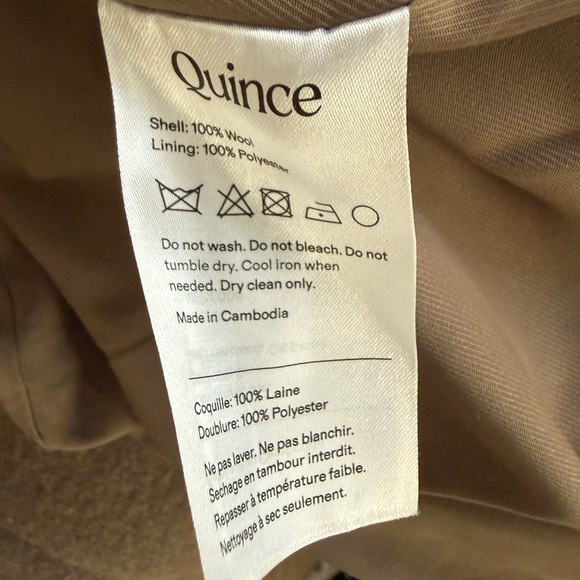 Quince
Shell: 100% Wool
Lining: 100% Polyester
Do not wash. Do not bleach. Do not
tumble dry. Cool iron when
needed. Dry clean only.
Made in Cambodia
Coquille: 100% Laine
Doublure: 100% Polyester
Ne pas laver. Ne pas blanchir.
Sechage en tambour interdit.
Repasser à température faible.
Nettoyage à sec seulement.